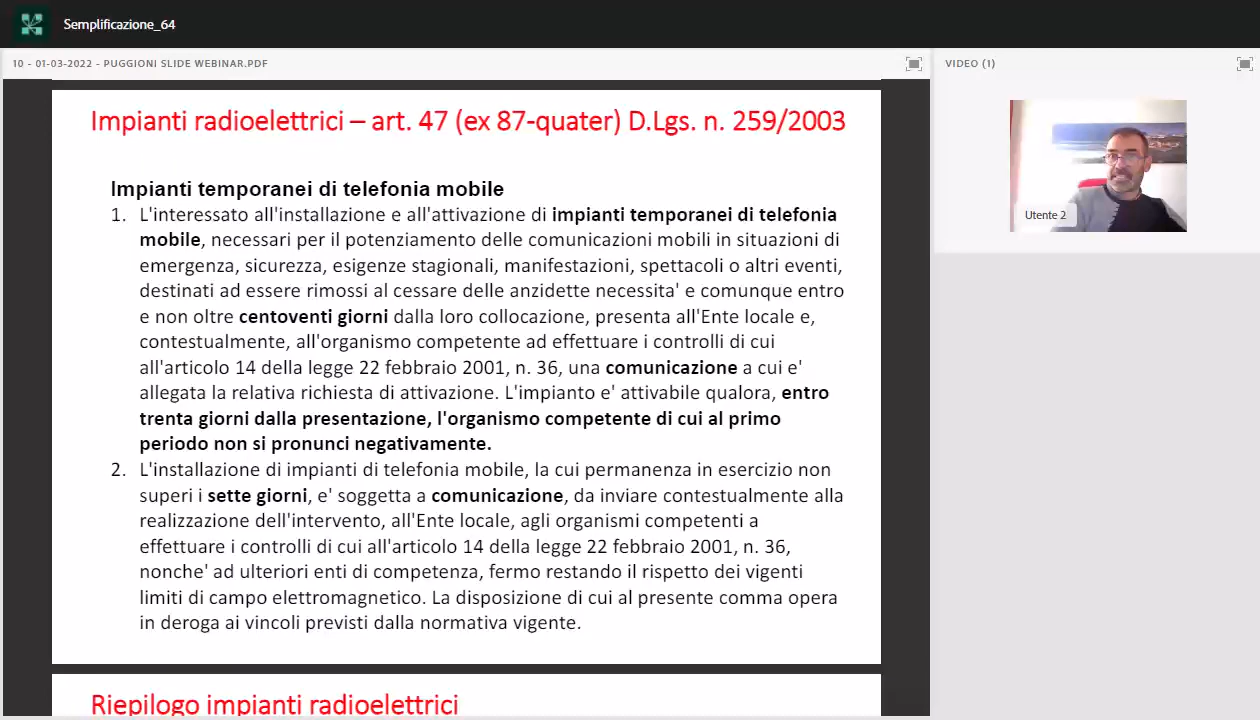 Semplificazione_64
10 - 01-03-2022 - PUGGIONI SLIDE WEBINAR.PDF
VIDEO (1)
Impianti radioelettrici – art. 47 (ex 87-quater) D.Lgs. n. 259/2003
Impianti temporanei di telefonia mobile
1. L'interessato all'installazione e all'attivazione di impianti temporanei di telefonia
mobile, necessari per il potenziamento delle comunicazioni mobili in situazioni di
emergenza, sicurezza, esigenze stagionali, manifestazioni, spettacoli o altri eventi,
destinati ad essere rimossi al cessare delle anzidette necessita' e comunque entro
e non oltre centoventi giorni dalla loro collocazione, presenta all'Ente locale e,
contestualmente, all'organismo competente ad effettuare i controlli di cui
all'articolo 14 della legge 22 febbraio 2001, n. 36, una comunicazione a cui e'
allegata la relativa richiesta di attivazione. L'impianto e' attivabile qualora, entro
trenta giorni dalla presentazione, l'organismo competente di cui al primo
periodo non si pronunci negativamente.
2. L'installazione di impianti di telefonia mobile, la cui permanenza in esercizio non
superi i sette giorni, e' soggetta a comunicazione, da inviare contestualmente alla
realizzazione dell'intervento, all'Ente locale, agli organismi competenti a
effettuare i controlli di cui all'articolo 14 della legge 22 febbraio 2001, n. 36,
nonche' ad ulteriori enti di competenza, fermo restando il rispetto dei vigenti
limiti di campo elettromagnetico. La disposizione di cui al presente comma opera
in deroga ai vincoli previsti dalla normativa vigente.
Riepilogo impianti radioelettrici
Utente 2